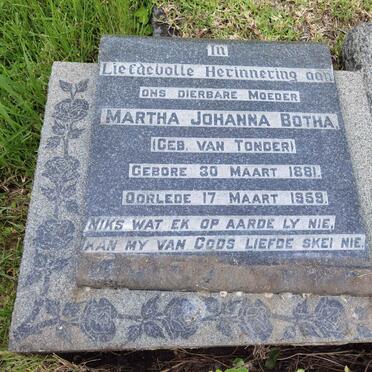 In
Liefdevolle Herinnering aan
ONS DIERBARE MOEDER
MARTHA JOHANNA BOTHA,
(GEB. VAN TONDER)
GEBORE 30 MAART 1881.
OORLEDE 17 MAART 1959.
NIKS WAT EK OP AARDE LY NIE,
KAN MY VAN GODS LIEFDE SKEI NIE.